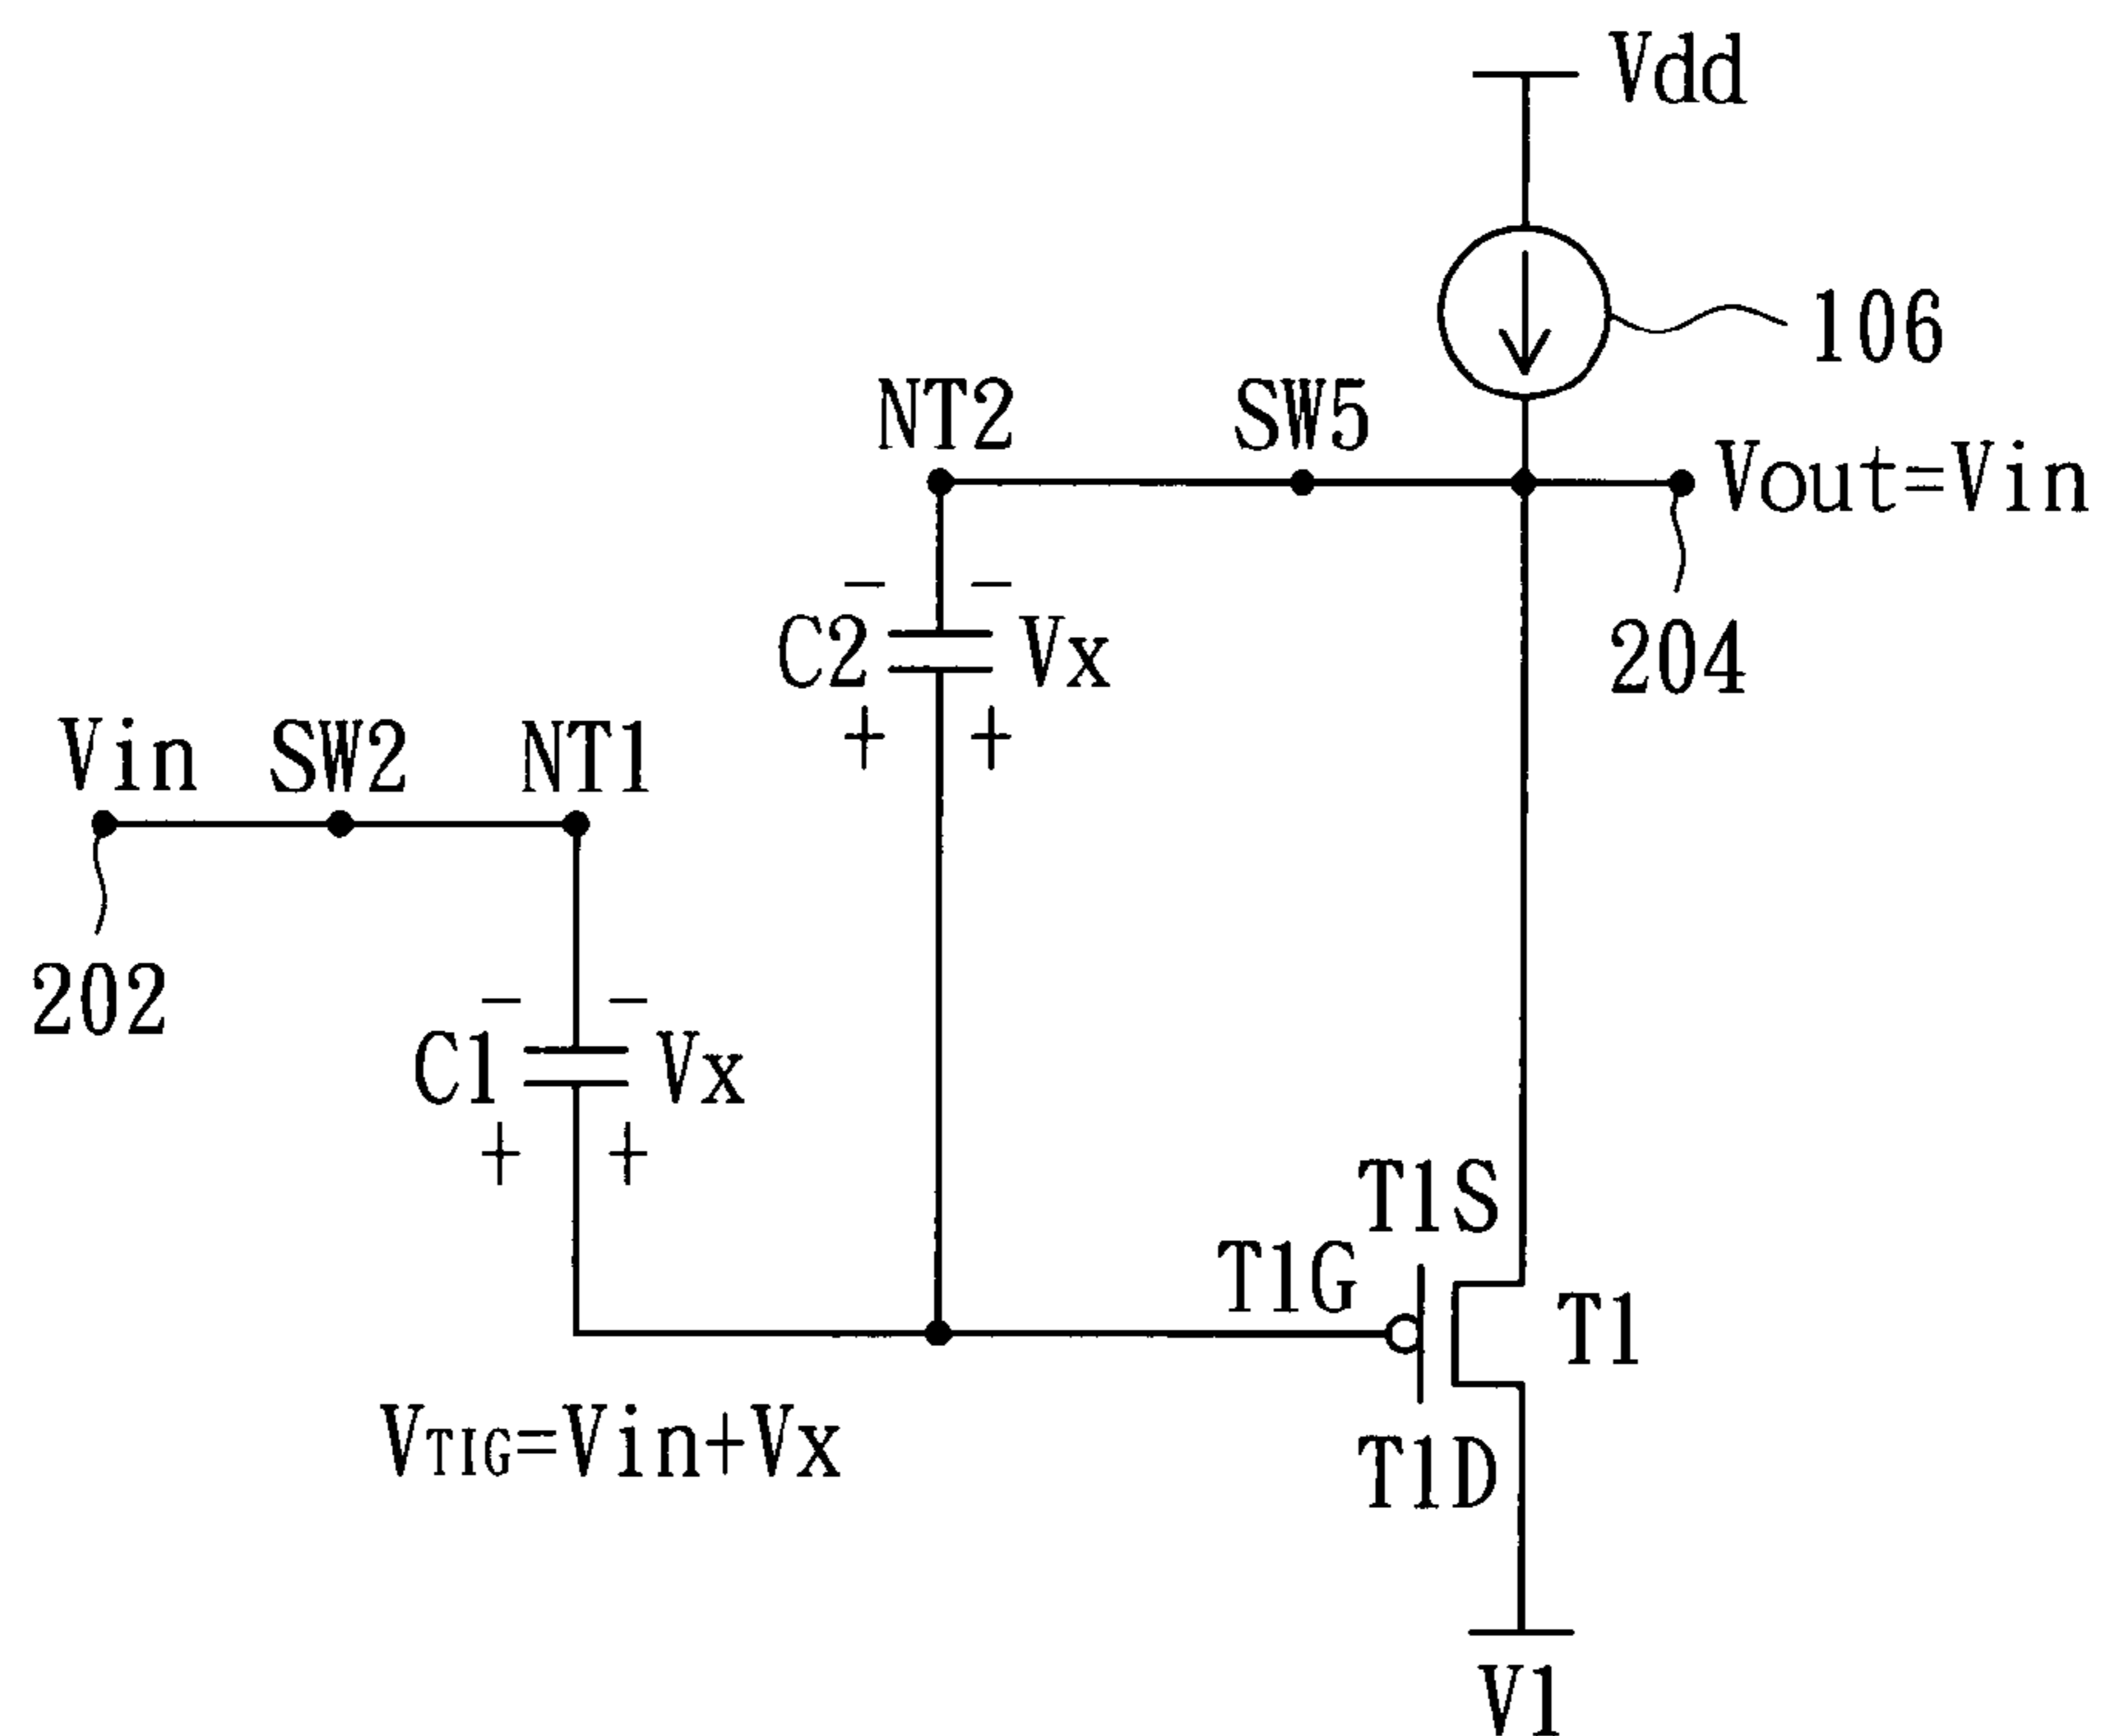 Vdd
106
NT2
SW5
Vout=Vin
- -
C2
Vx
204
+ +
Vin
SW2
NT1
202
- -
C1
Vx
+ +
T1S
T1G
T1
VTIG=Vin+Vx
T1D
V1